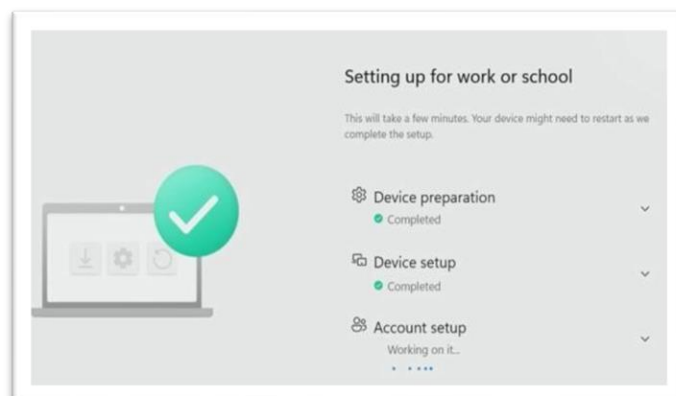 Setting up for work or school
This will take a few minutes. Your device might need to restart as we
complete the setup.
Device preparation
Completed
Device setup
Completed
Account setup
Working on it...